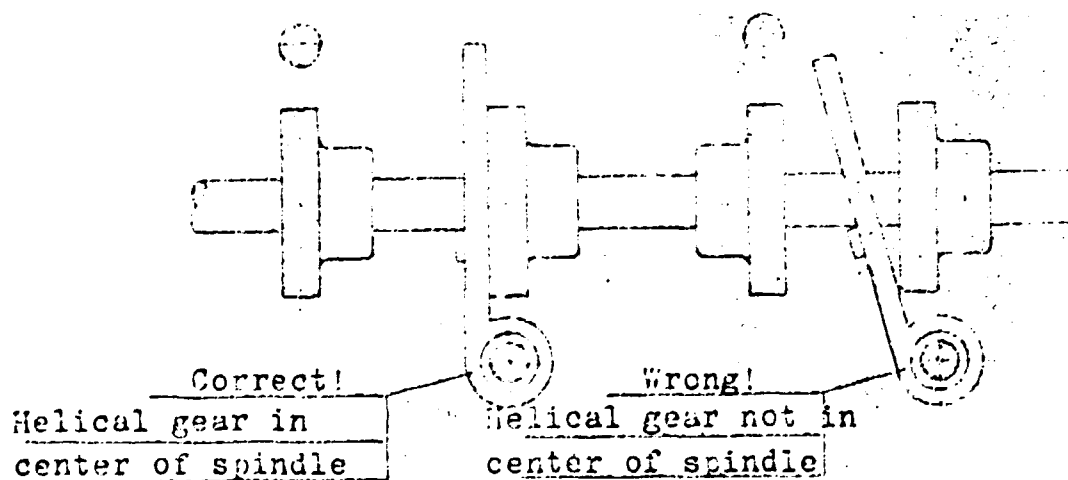 Correct!
Helical gear in
center of spindle
Wrong!
Helical gear not in
center of spindle